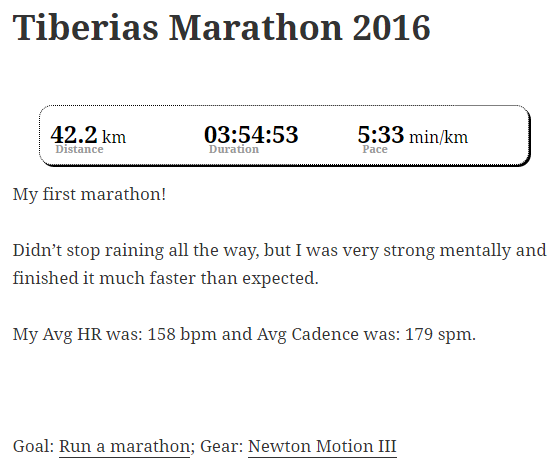 Tiberias Marathon 2016
42.2 km 03:54:53 5:33 min/km
Distance Duration Pace
My first marathon!
Didn’t stop raining all the way, but I was very strong mentally and
finished it much faster than expected.
My Avg HR was: 158 bpm and Avg Cadence was: 179 spm.
Goal: Run a marathon; Gear: Newton Motion III